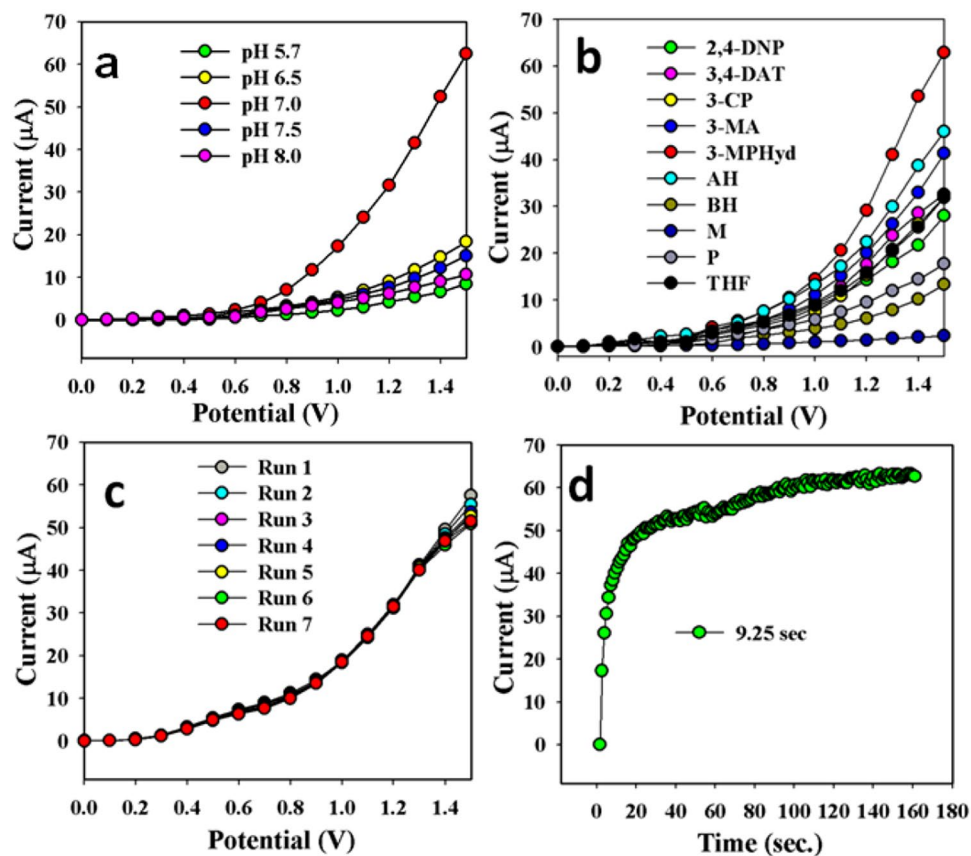 a
pH 5.7
pH 6.5
pH 7.0
pH 7.5
pH 8.0
70
60
50
40
30
20
10
0
Current (μA)
0.0 0.2 0.4 0.6 0.8 1.0 1.2 1.4
Potential (V)
b
2,4-DNP
3,4-DAT
3-CP
3-MA
3-MPHyd
AH
BH
M
P
THF
70
60
50
40
30
20
10
0
Current (μA)
0.0 0.2 0.4 0.6 0.8 1.0 1.2 1.4
Potential (V)
c
Run 1
Run 2
Run 3
Run 4
Run 5
Run 6
Run 7
70
60
50
40
30
20
10
0
Current (μA)
0.0 0.2 0.4 0.6 0.8 1.0 1.2 1.4
Potential (V)
d
9.25 sec
70
60
50
40
30
20
10
0
Current (μA)
0 20 40 60 80 100 120 140 160 180
Time (sec.)